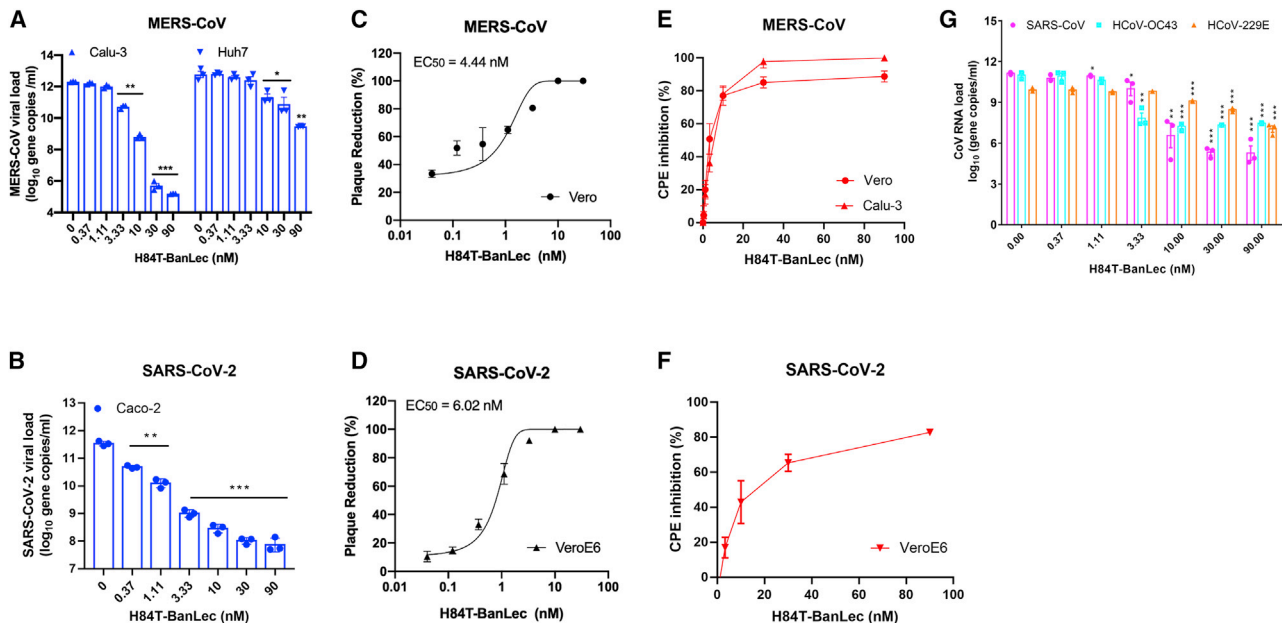 A
MERS-CoV
Calu-3
Huh7
MERS-CoV viral load
(log10 gene copies/ml)
14
12
10
8
6
4
**
***
*
**
0
0.37
1.11
3.33
10
30
90
0
0.37
1.11
3.33
10
30
90
H84T-BanLec (nM)
B
SARS-CoV-2
Caco-2
SARS-CoV-2 viral load
(log10 gene copies/ml)
13
12
11
10
9
8
**
***
0
0.37
1.11
3.33
10
30
90
H84T-BanLec (nM)
C
MERS-CoV
EC50 = 4.44 nM
Plaque Reduction (%)
120
100
80
60
40
20
0
Vero
0.01
0.1
1
10
100
H84T-BanLec (nM)
D
SARS-CoV-2
EC50 = 6.02 nM
Plaque Reduction (%)
120
100
80
60
40
20
0
VeroE6
0.01
0.1
1
10
100
H84T-BanLec (nM)
E
MERS-CoV
CPE inhibition (%)
100
80
60
40
20
0
Vero
Calu-3
0
20
40
60
80
100
H84T-BanLec (nM)
F
SARS-CoV-2
CPE inhibition (%)
100
80
60
40
20
0
VeroE6
0
20
40
60
80
100
H84T-BanLec (nM)
G
SARS-CoV
HCoV-OC43
HCoV-229E
CoV RNA load
log10 (gene copies/ml)
15
12
9
6
3
0
*
*
***
**
***
***
***
***
***
***
***
***
0.00
0.37
1.11
3.33
10.00
30.00
90.00
H84T-BanLec (nM)